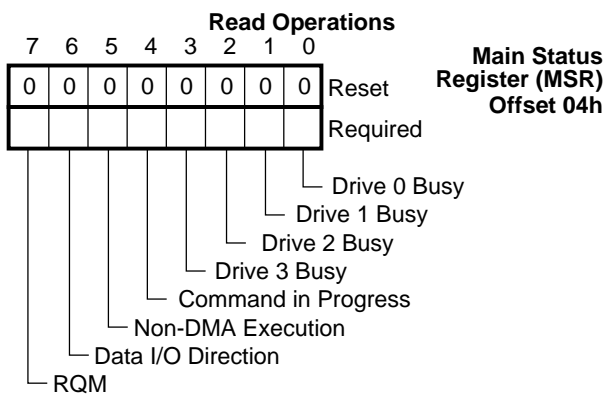 Read Operations
7 6 5 4 3 2 1 0
Main Status
Register (MSR)
Offset 04h
0 0 0 0 0 0 0 0 Reset
Required
Drive 0 Busy
Drive 1 Busy
Drive 2 Busy
Drive 3 Busy
Command in Progress
Non-DMA Execution
Data I/O Direction
RQM